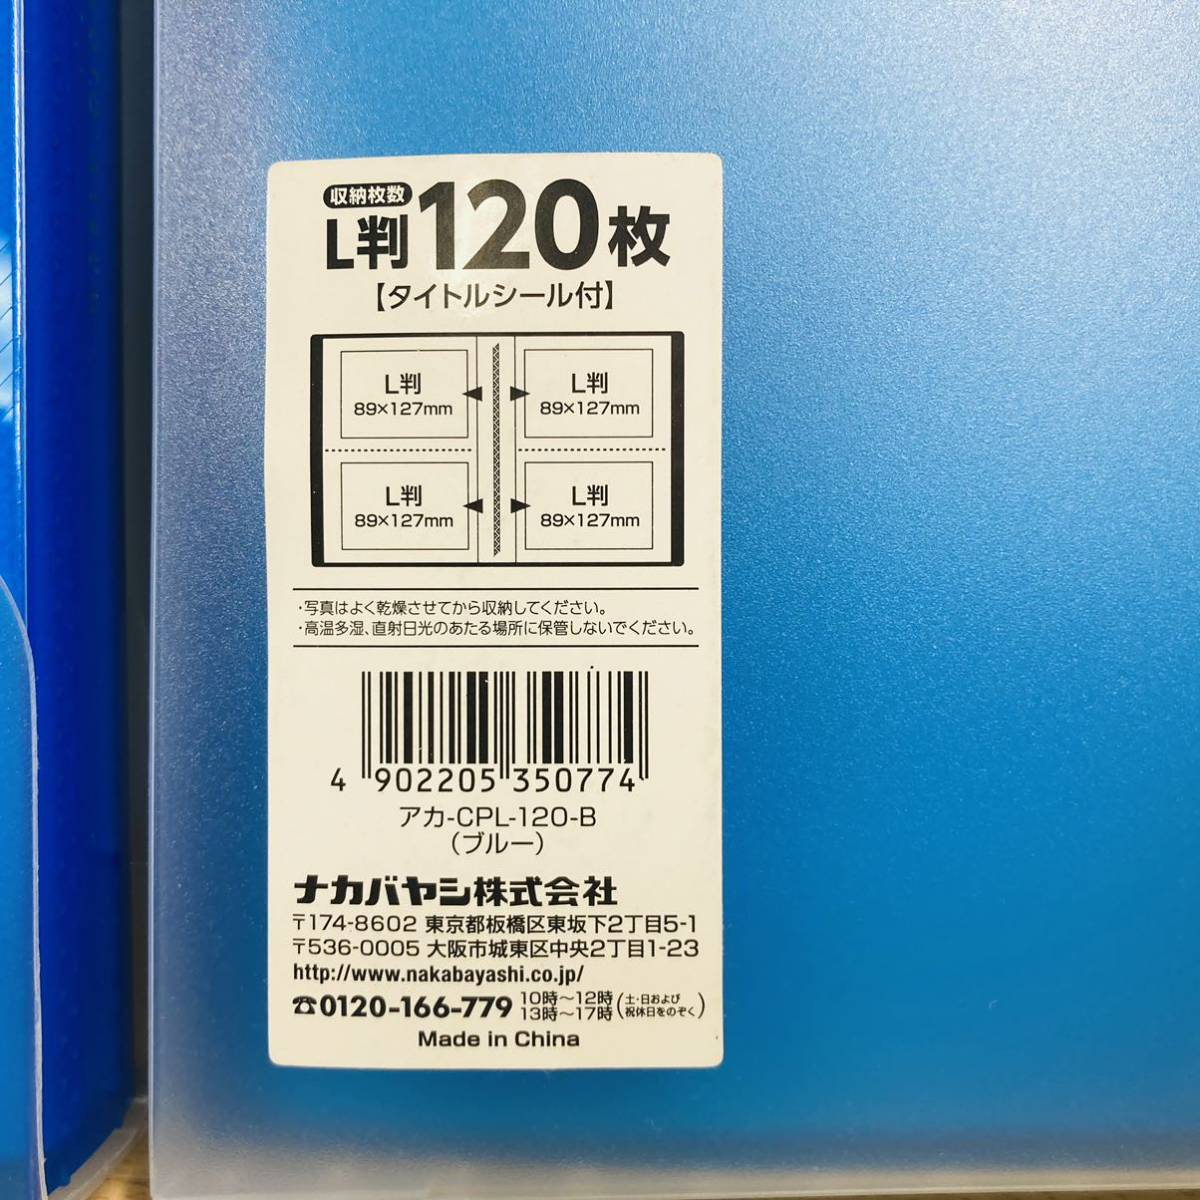 収納枚数
L判120枚
【タイトルシール付】
L判 L判
89×127mm 89×127mm
L判 L判
89×127mm 89×127mm
・写真はよく乾燥させてから収納してください。
・高温多湿、直射日光のあたる場所に保管しないでください。
4 902205 350774
アカ-CPL-120-B
（ブルー）
ナカバヤシ株式会社
〒174-8602 東京都板橋区東坂下2丁目5-1
〒536-0005 大阪市城東区中央2丁目1-23
http://www.nakabayashi.co.jp/
☎0120-166-779 10時〜12時 13時〜17時（土・日および祝休日をのぞく）
Made in China